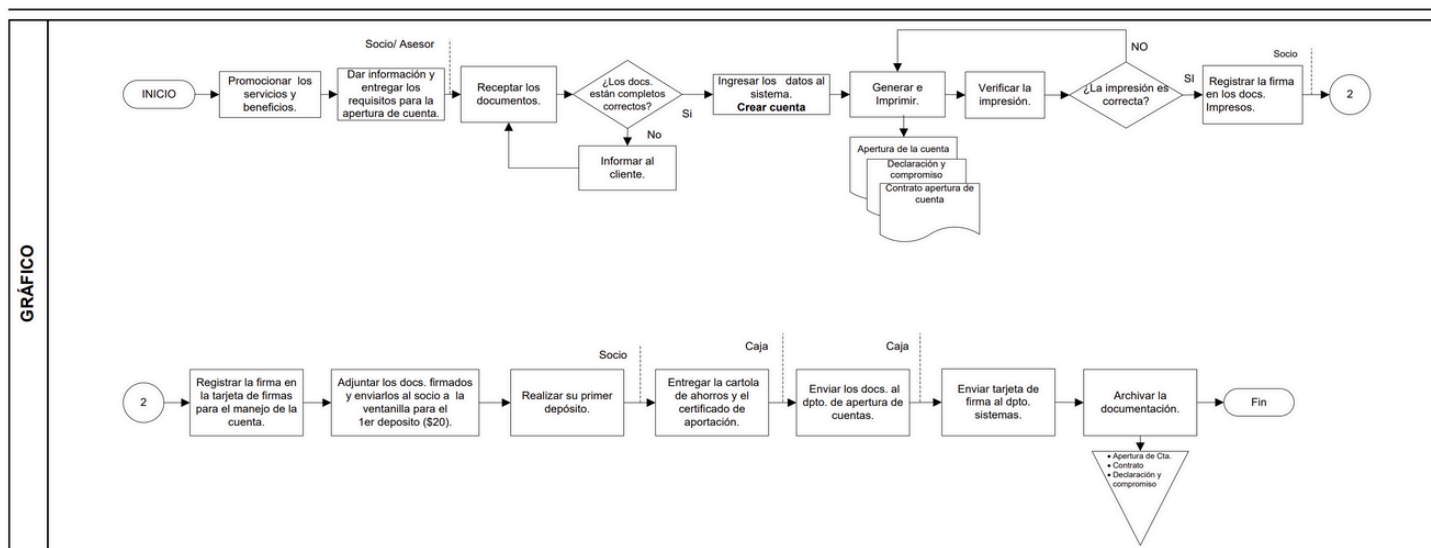 GRÁFICO
Socio/ Asesor
NO
Socio
INICIO
Promocionar los
servicios y
beneficios.
Dar información y
entregar los
requisitos para la
apertura de cuenta.
Receptar los
documentos.
¿Los docs.
están completos
correctos?
Si
No
Informar al
cliente.
Ingresar los datos al
sistema.
Crear cuenta
Generar e
Imprimir.
Apertura de la cuenta
Declaración y
compromiso
Contrato apertura de
cuenta
Verificar la
impresión.
¿La impresión es
correcta?
SI
Registrar la firma
en los docs.
Impresos.
2
Socio
Caja
Caja
2
Registrar la firma en
la tarjeta de firmas
para el manejo de la
cuenta.
Adjuntar los docs. firmados
y enviarlos al socio a la
ventanilla para el
1er deposito ($20).
Realizar su primer
depósito.
Entregar la cartola
de ahorros y el
certificado de
aportación.
Enviar los docs. al
dpto. de apertura de
cuentas.
Enviar tarjeta de
firma al dpto.
sistemas.
Archivar la
documentación.
Fin
• Apertura de Cta.
• Contrato
• Declaración y
compromiso